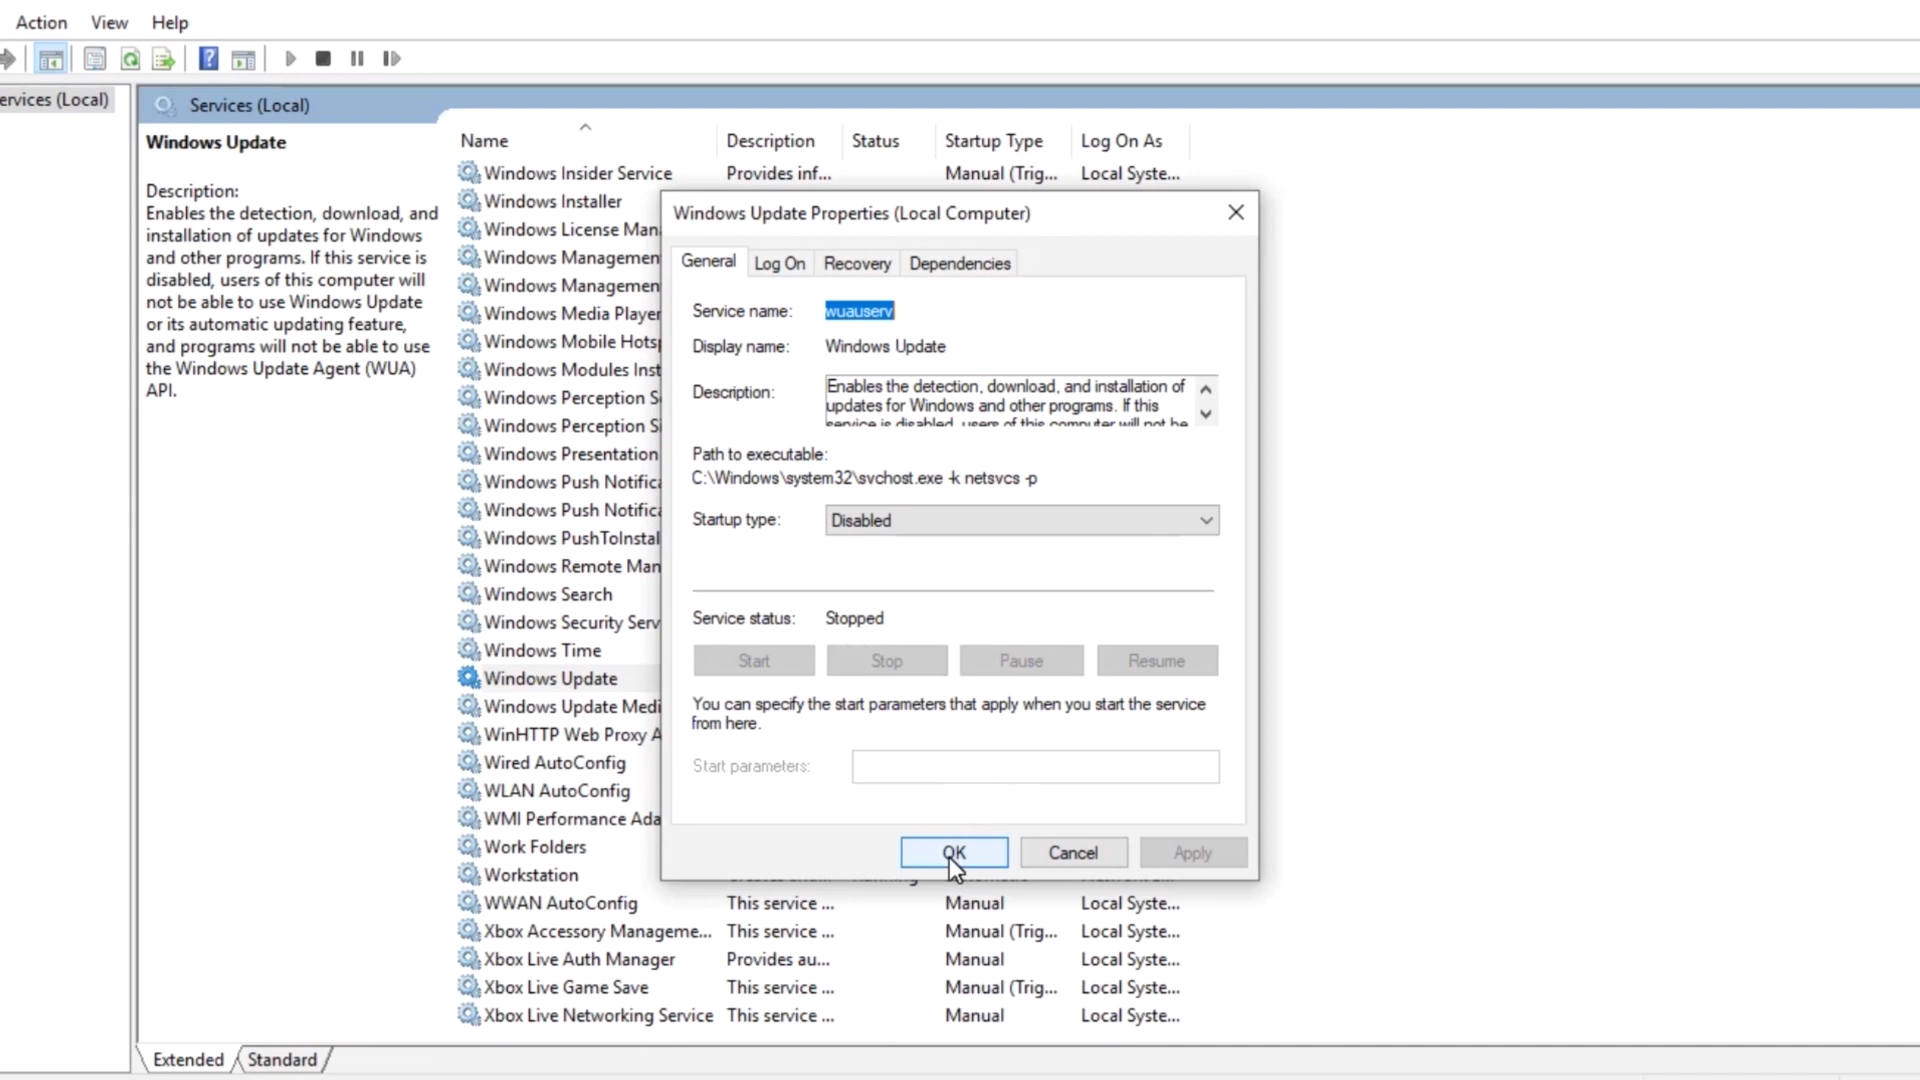 Action View Help
ervices (Local)
Services (Local)
Windows Update
Description:
Enables the detection, download, and
installation of updates for Windows
and other programs. If this service is
disabled, users of this computer will
not be able to use Windows Update
or its automatic updating feature,
and programs will not be able to use
the Windows Update Agent (WUA)
API.
Name Description Status Startup Type Log On As
Windows Insider Service Provides inf... Manual (Trig... Local Syste...
Windows Installer
Windows License Man
Windows Managemen
Windows Managemen
Windows Media Player
Windows Mobile Hots
Windows Modules Inst
Windows Perception S
Windows Perception Si
Windows Presentation
Windows Push Notifica
Windows Push Notifica
Windows PushToInstal
Windows Remote Man
Windows Search
Windows Security Serv
Windows Time
Windows Update
Windows Update Medi
WinHTTP Web Proxy A
Wired AutoConfig
WLAN AutoConfig
WMI Performance Ada
Work Folders
Workstation
WWAN AutoConfig This service ... Manual Local Syste...
Xbox Accessory Manageme... This service ... Manual (Trig... Local Syste...
Xbox Live Auth Manager Provides au... Manual Local Syste...
Xbox Live Game Save This service ... Manual (Trig... Local Syste...
Xbox Live Networking Service This service ... Manual Local Syste...
Windows Update Properties (Local Computer)
General Log On Recovery Dependencies
Service name: wuauserv
Display name: Windows Update
Description: Enables the detection, download, and installation of
updates for Windows and other programs. If this
service is disabled, users of this computer will not be
Path to executable:
C:\Windows\system32\svchost.exe -k netsvcs -p
Startup type: Disabled
Service status: Stopped
Start Stop Pause Resume
You can specify the start parameters that apply when you start the service
from here.
Start parameters:
OK Cancel Apply
Extended Standard